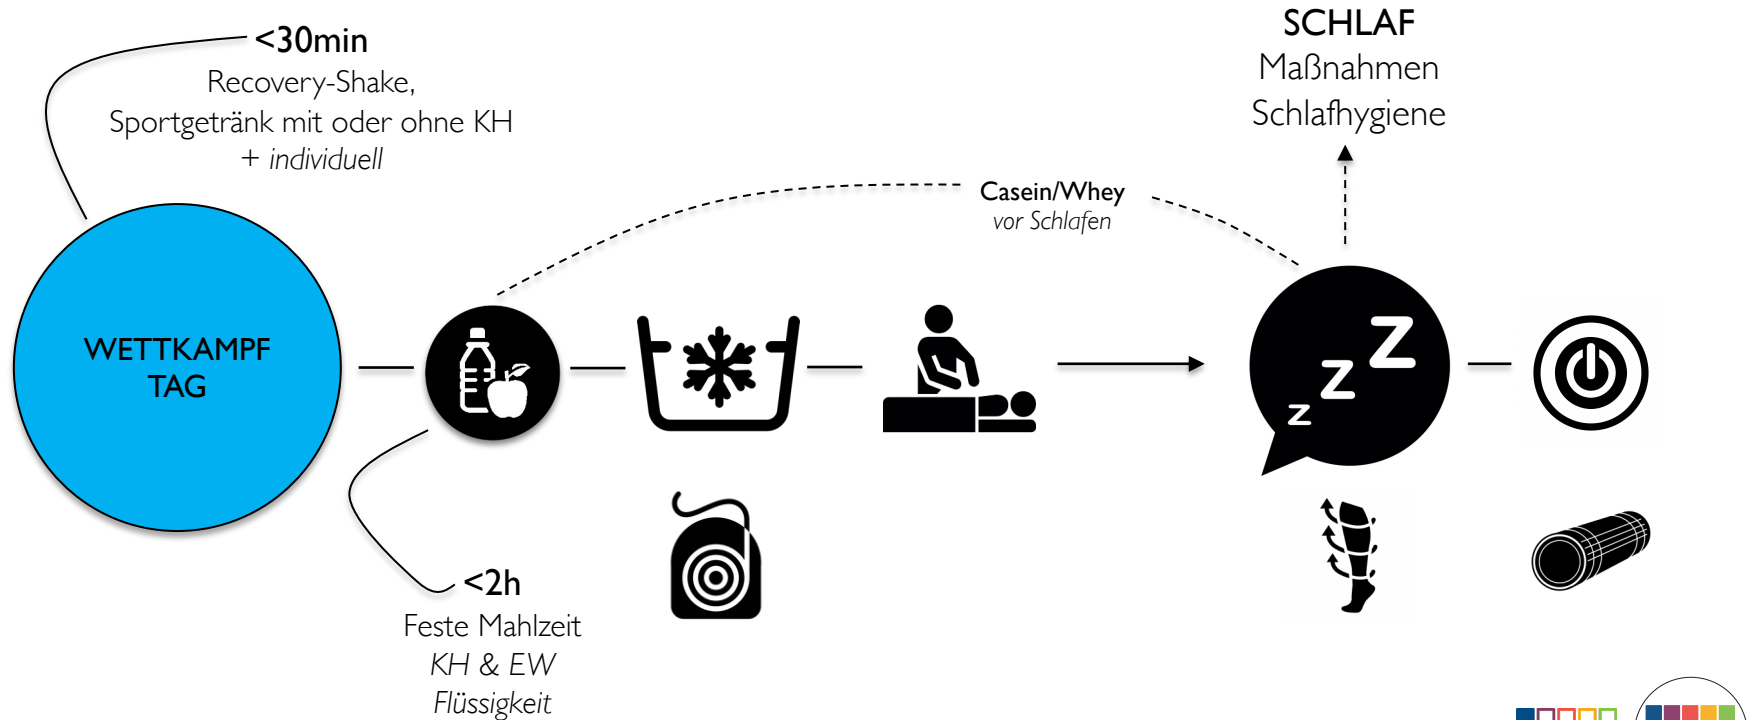 <30min
Recovery-Shake,
Sportgetränk mit oder ohne KH
+ individuell
SCHLAF
Maßnahmen
Schlafhygiene
Casein/Whey
vor Schlafen
WETTKAMPF
TAG
z z z
<2h
Feste Mahlzeit
KH & EW
Flüssigkeit